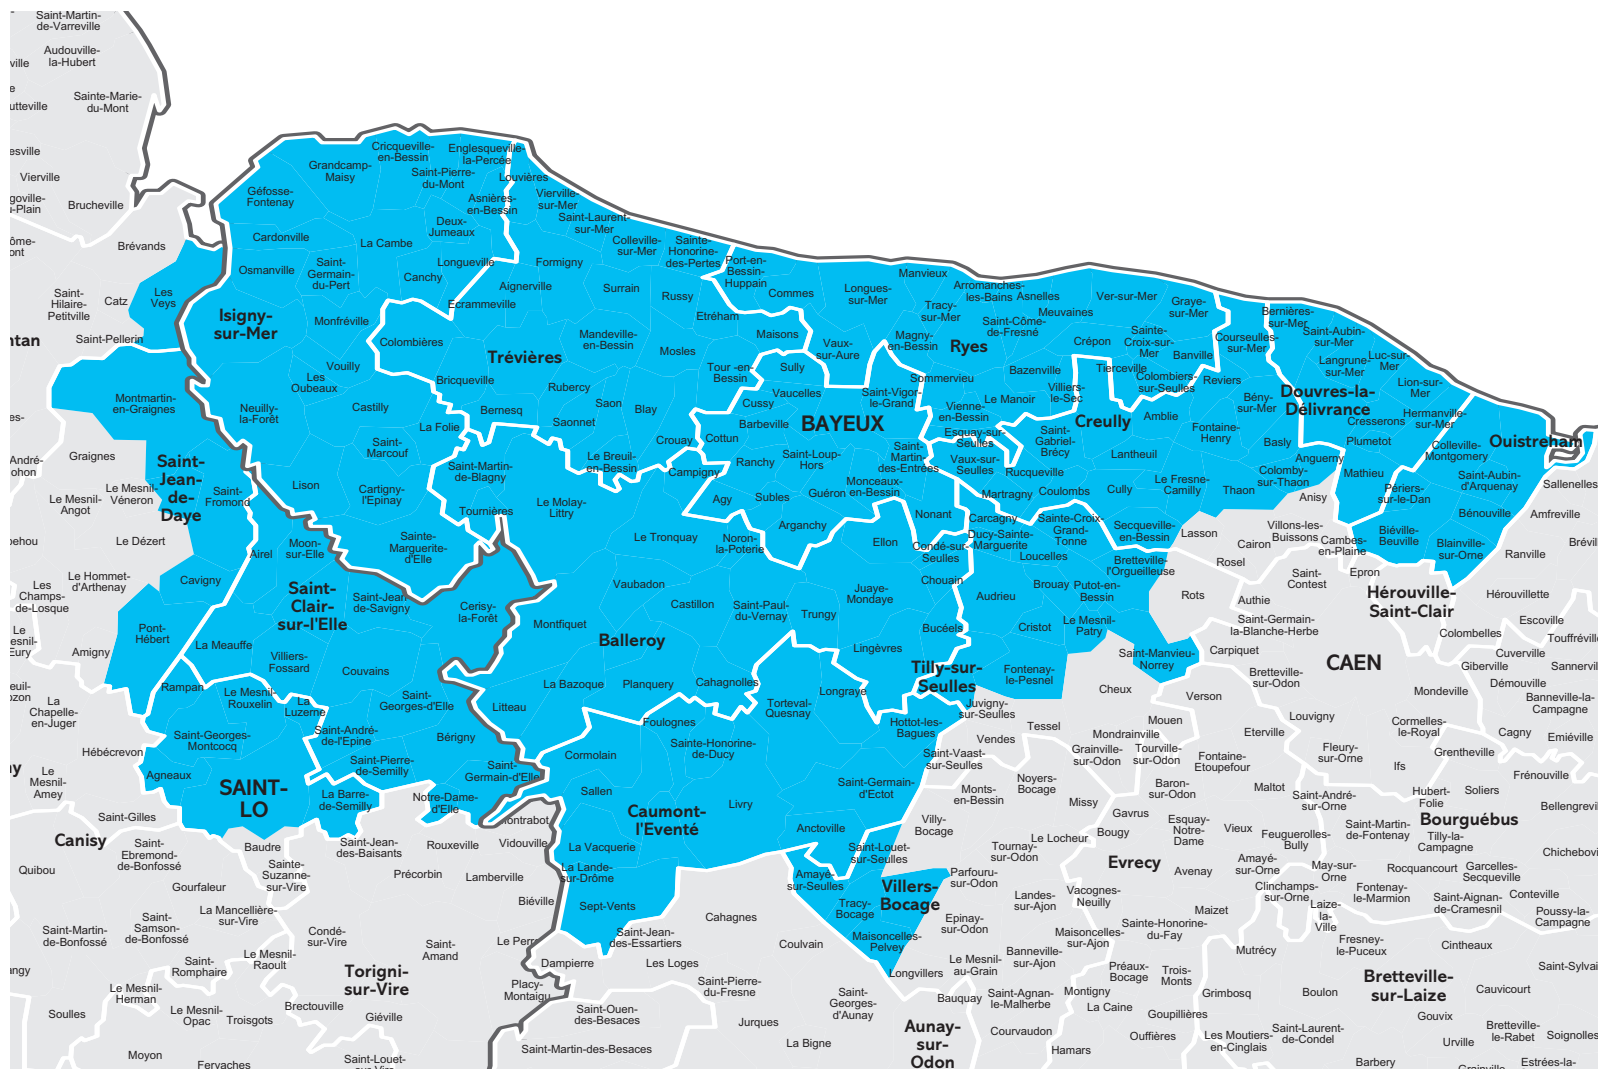 Saint-Martin-
de-Varreville
Audouville-
la-Hubert
ville
Sainte-Marie-
du-Mont
utteville
esville
Vierville
goville-
Brucheville
Brévands
Saint-
Hilaire-
Petitville
Catz
Les
Veys
Saint-Pellerin
ntan
Cricqueville-
en-Bessin
Englesqueville-
la-Percée
Grandcamp-
Maisy
Saint-Pierre-
du-Mont
Louvières
Géfosse-
Fontenay
Asnières-
en-Bessin
Vierville-
sur-Mer
Saint-Laurent-
sur-Mer
Deux-
Jumeaux
Cardonville
La Cambe
Colleville-
sur-Mer
Sainte-
Honorine-
des-Pertes
Osmanville
Saint-
Germain-
du-Pert
Canchy
Longueville
Formigny
Aignerville
Surrain
Russy
Ecrammeville
Isigny-
sur-Mer
Monfréville
Colombières
Trévières
Mandeville-
en-Bessin
Mosles
Etréham
Port-en-
Bessin-
Huppain
Commes
Maisons
Longues-
sur-Mer
Manvieux
Tracy-
sur-Mer
Arromanches-
les-Bains
Asnelles
Meuvaines
Ver-sur-Mer
Graye-
sur-Mer
Saint-Côme-
de-Fresné
Magny-
en-Bessin
Ryes
Crépon
Sainte-
Croix-sur-
Mer
Banville
Courseulles-
sur-Mer
Bernières-
sur-Mer
Saint-Aubin-
sur-Mer
Langrune-
sur-Mer
Luc-sur-
Mer
Lion-sur-
Mer
Hermanville-
sur-Mer
Vouilly
Les
Oubeaux
Castilly
Bricqueville
Bernesq
Rubercy
Saon
Saonnet
Blay
Tour -en-
Bessin
Sully
Vaux-
sur-Aure
Vaucelles
Cussy
Saint-Vigor-
le-Grand
Sommervieu
Bazenville
Villiers-
le-Sec
Tierceville
Colombiers-
sur-Seulles
Reviers
Bény-
sur-Mer
Douvres-la-
Délivrance
Cresserons
Plumetot
Ouistreham
Colleville-
Montgomery
Montmartin-
en-Graignes
Neuilly-
la-Forêt
La Folie
Saint-
Marcouf
Crouay
Cottun
Barbeville
BAYEUX
Vienne-
en-Bessin
Le Manoir
Esquay-sur-
Seulles
Saint-
Gabriel-
Brécy
Creully
Amblie
Fontaine-
Henry
Basly
Lantheuil
Anguerny
Colomby-
sur-Thaon
Mathieu
Saint-Aubin-
d'Arquenay
Sallenelles
Graignes
Saint-
Jean-
de-
Daye
Saint-
Fromond
Le Mesnil-
Angot
Le Mesnil-
Véneron
Le Dézert
Lison
Cartigny-
l'Epinay
Saint-Martin-
de-Blagny
Le Breuil-
en-Bessin
Campigny
Ranchy
Saint-Loup-
Hors
Saint-
Martin-
des-Entrées
Monceaux-
en-Bessin
Guéron
Subles
Agy
Arganchy
Nonant
Vaux-sur-
Seulles
Rucqueville
Martragny
Coulombs
Cully
Le Fresne-
Camilly
Thaon
Anisy
Périers-
sur-le-Dan
Bénouville
Amfreville
Tournières
Le Molay-
Littry
Le Tronquay
Noron-
la-Poterie
Ellon
Condé-sur-
Seulles
Carcagny
Ducy-Sainte-
Marguerite
Sainte-Croix-
Grand-
Tonne
Loucelles
Secqueville-
en-Bessin
Bretteville-
l'Orgueilleuse
Lasson
Cairon
Rosel
Villons-les-
Buissons
Cambes-
en-Plaine
Biéville-
Beuville
Blainville-
sur-Orne
Ranville
Airel
Moon-
sur-Elle
Sainte-
Marguerite-
d'Elle
Cavigny
Saint-
Clair-
sur-l'Elle
Saint-Jean
de-Savigny
Cerisy-
la-Forêt
Vaubadon
Castillon
Juaye-
Mondaye
Chouain
Audrieu
Brouay
Putot-en-
Bessin
Rots
Saint-
Contest
Epron
Authie
Hérouville-
Saint-Clair
Hérouvillette
Le Hommet-
d'Arthenay
Les
Champs-
de-Losque
Pont-
Hébert
Amigny
La Meauffe
Villiers-
Fossard
Couvains
Montfiquet
Balleroy
Saint-Paul-
du-Vernay
Trungy
Bucéels
Lingèvres
Cristot
Le Mesnil-
Patry
Tilly-sur-
Seulles
Fontenay-
le-Pesnel
Saint-Manvieu-
Norrey
Saint-Germain-
la-Blanche-Herbe
Carpiquet
CAEN
Colombelles
Escoville
Touffréville
Cuverville
Giberville
Sannerville
Démouville
Banneville-la-
Campagne
La
Chapelle-
en-Juger
Rampan
Le Mesnil-
Rouxelin
La
Luzerne
Saint-
Georges-d'Elle
Litteau
La Bazoque
Planquery
Cahagnolles
Torteval-
Quesnay
Longraye
Hottot-les-
Bagues
Juvigny-
sur-Seulles
Cheux
Verson
Bretteville-
sur-Odon
Mondeville
Louvigny
Hébécrevon
Saint-Georges-
Montcocq
Saint-André-
de-l'Epine
Bérigny
Foulognes
Cormolain
Sainte-Honorine-
de-Ducy
Saint-Vaast-
sur-Seulles
Vendes
Tessel
Mondrainville
Mouen
Grainville-
sur-Odon
Tourville-
sur-Odon
Fontaine-
Etoupefour
Eterville
Fleury-
sur-Orne
Cormelles-
le-Royal
Ifs
Grentheville
Cagny
Emiéville
Frénouville
Agneaux
SAINT-
LO
Saint-Pierre-
de-Semilly
La Barre-
de-Semilly
Saint-
Germain-d'Elle
Notre-Dame-
d'Elle
Sallen
Caumont-
l'Eventé
Livry
Saint-Germain-
d'Ectot
Anctoville
Monts-
en-Bessin
Noyers-
Bocage
Missy
Baron-
sur-Odon
Maltot
Saint-André-
sur-Orne
Hubert-
Folie
Soliers
Bellengrevil
Le
Mesnil-
Amey
Saint-Gilles
Canisy
Quibou
Saint-
Ebremond-
de-Bonfossé
Baudre
Sainte-
Suzanne-
sur-Vire
Saint-Jean-
des-Baisants
Rouxeville
Vidouville
La Vacquerie
La Lande-
sur-Drôme
Villy-
Bocage
Saint-Louet-
sur-Seulles
Amayé-
sur-Seulles
Villers-
Bocage
Tracy-
Bocage
Maisoncelles-
Pelvey
Tournay-
sur-Odon
Le Locheur
Parfouru-
sur-Odon
Bougy
Gavrus
Evrecy
Esquay-
Notre-
Dame
Vieux
Feuguerolles-
Bully
Avenay
Amayé-
sur-Orne
May-sur-
Orne
Clinchamps-
sur-Orne
Saint-Martin-
de-Fontenay
Bourguébus
Tilly-la-
Campagne
Rocquancourt
Garcelles-
Secqueville
Fontenay-
le-Marmion
Saint-Aignan-
de-Cramesnil
Conteville
Poussy-la-
Campagne
Chichebovi
Gourfaleur
La Mancellière-
sur-Vire
Précorbin
Lamberville
Biéville
Sept-Vents
Saint-Jean-
des-Essartiers
Cahagnes
Coulvain
Epinay-
sur-Odon
Landes-
sur-Ajon
Vacognes-
Neuilly
Maisoncelles-
sur-Ajon
Banneville-
sur-Ajon
Sainte-Honorine-
du-Fay
Maizet
Mutrécy
Laize-
la-
Ville
Fresney-
le-Puceux
Cintheaux
Saint-Sylvai
Saint-Martin-
de-Bonfossé
Saint-
Samson-
de-Bonfossé
Condé-
sur-Vire
Saint-
Amand
Le Perr
Dampierre
Les Loges
Longvillers
Le Mesnil-
au-Grain
Préaux-
Bocage
Trois-
Monts
Saint-
Romphaire
Le Mesnil-
Raoult
Torigni-
sur-Vire
Placy-
Montaigu
Saint-Pierre-
du-Fresne
Saint-
Georges-
d'Aunay
Bauquay
Saint-Agnan-
le-Malherbe
Montigny
La Caine
Goupillières
Grimbosq
Boulon
Bretteville-
sur-Laize
Cauvicourt
Gouvix
Le Mesnil-
Herman
Soulles
Le Mesnil-
Opac
Troisgots
Brectouville
Giéville
Saint-Ouen-
des-Besaces
Jurques
Aunay-
sur-
Odon
Courvaudon
Hamars
Ouffières
Les Moutiers-
en-Cinglais
Saint-Laurent-
de-Condel
Urville
Bretteville-
le-Rabet
Soignolles
Moyon
Fervaches
Saint-Louet-
Saint-Martin-des-Besaces
La Bigne
Barbery
Estrées-la-